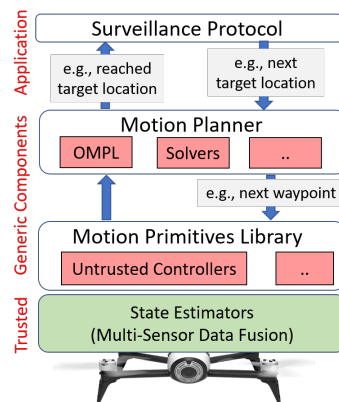 Application
Surveillance Protocol
e.g., reached
target location
e.g., next
target location
Generic Components
Motion Planner
OMPL
Solvers
..
e.g., next waypoint
Motion Primitives Library
Untrusted Controllers
..
Trusted
State Estimators
(Multi-Sensor Data Fusion)